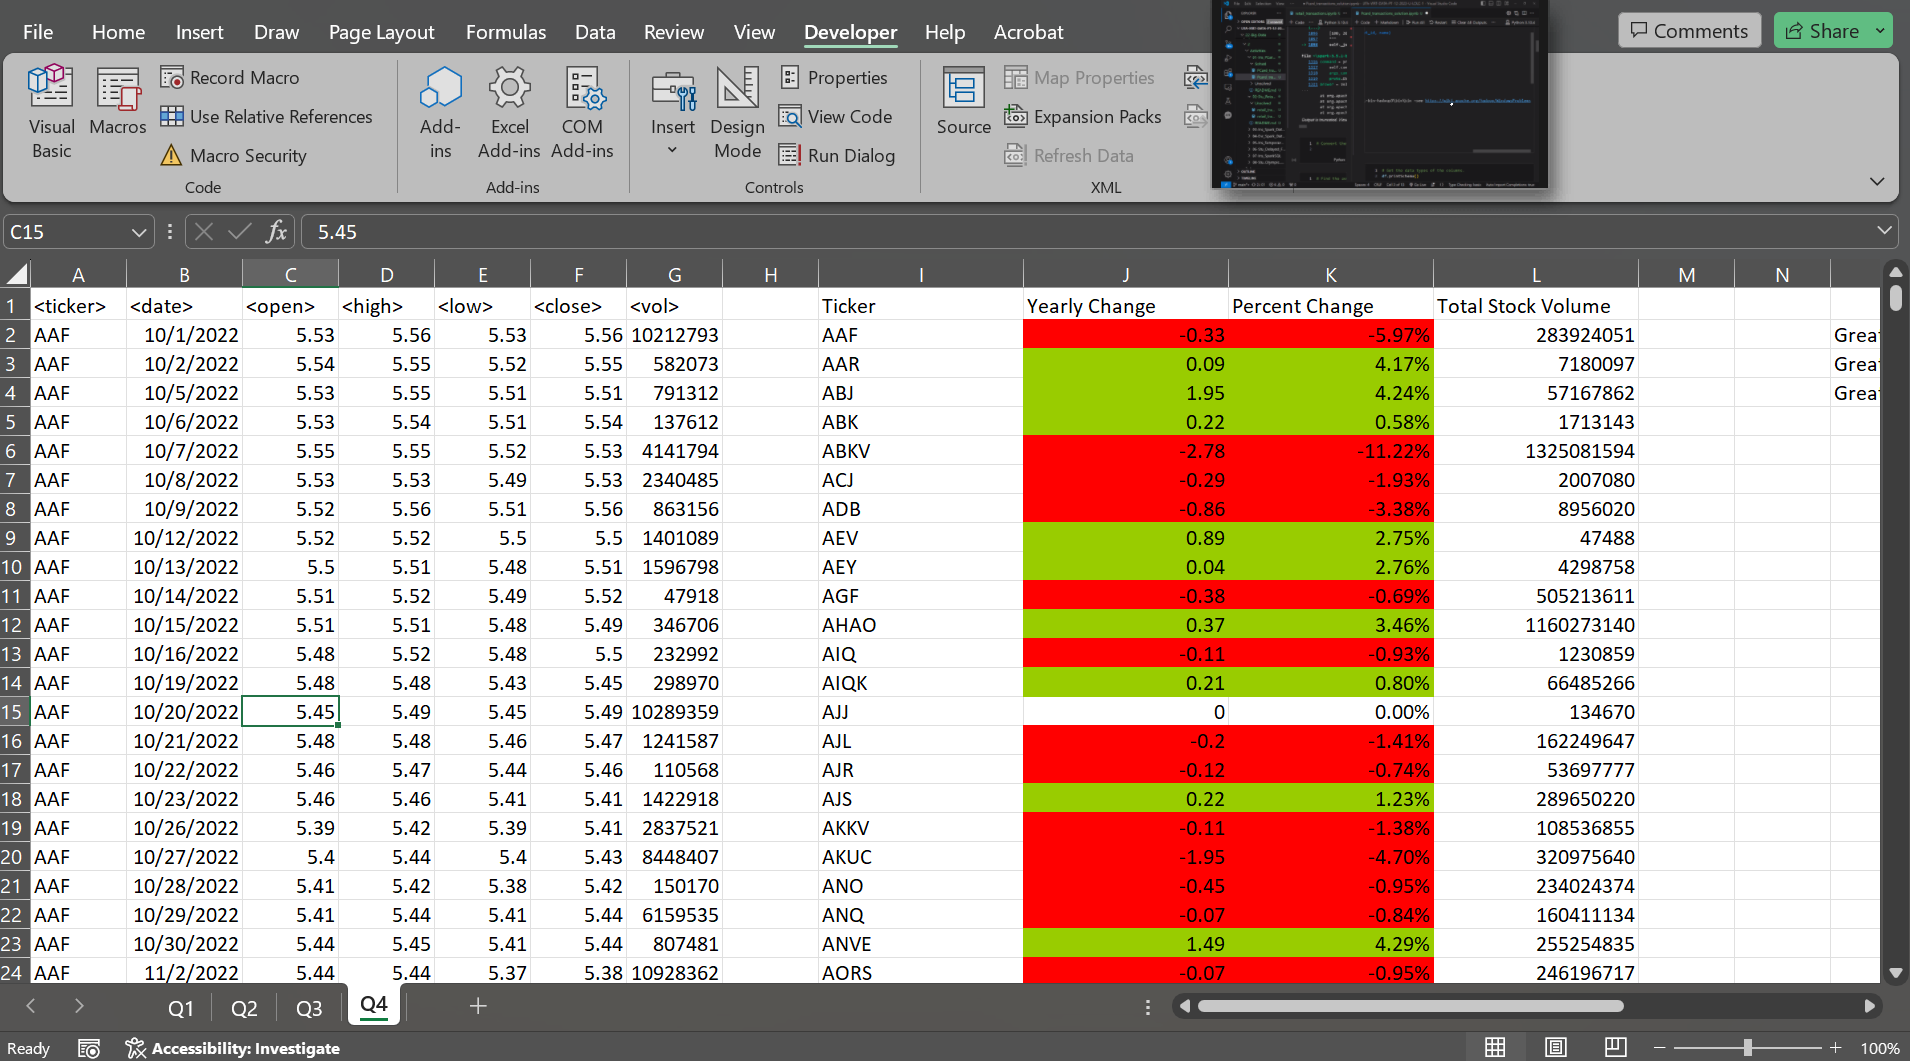 File Home Insert Draw Page Layout Formulas Data Review View Developer Help Acrobat Comments Share
Visual Basic Macros Record Macro Use Relative References Macro Security Code
Add-ins Excel Add-ins COM Add-ins Add-ins
Insert Design Mode Properties View Code Run Dialog Controls
Source Map Properties Expansion Packs Refresh Data XML
C15 fx 5.45
A B C D E F G H I J K L M N
1 <ticker> <date> <open> <high> <low> <close> <vol> Ticker Yearly Change Percent Change Total Stock Volume
2 AAF 10/1/2022 5.53 5.56 5.53 5.56 10212793 AAF -0.33 -5.97% 283924051 Grea
3 AAF 10/2/2022 5.54 5.55 5.52 5.55 582073 AAR 0.09 4.17% 7180097 Grea
4 AAF 10/5/2022 5.53 5.55 5.51 5.51 791312 ABJ 1.95 4.24% 57167862 Grea
5 AAF 10/6/2022 5.53 5.54 5.51 5.54 137612 ABK 0.22 0.58% 1713143
6 AAF 10/7/2022 5.55 5.55 5.52 5.53 4141794 ABKV -2.78 -11.22% 1325081594
7 AAF 10/8/2022 5.53 5.53 5.49 5.53 2340485 ACJ -0.29 -1.93% 2007080
8 AAF 10/9/2022 5.52 5.56 5.51 5.56 863156 ADB -0.86 -3.38% 8956020
9 AAF 10/12/2022 5.52 5.52 5.5 5.5 1401089 AEV 0.89 2.75% 47488
10 AAF 10/13/2022 5.5 5.51 5.48 5.51 1596798 AEY 0.04 2.76% 4298758
11 AAF 10/14/2022 5.51 5.52 5.49 5.52 47918 AGF -0.38 -0.69% 505213611
12 AAF 10/15/2022 5.51 5.51 5.48 5.49 346706 AHAO 0.37 3.46% 1160273140
13 AAF 10/16/2022 5.48 5.52 5.48 5.5 232992 AIQ -0.11 -0.93% 1230859
14 AAF 10/19/2022 5.48 5.48 5.43 5.45 298970 AIQK 0.21 0.80% 66485266
15 AAF 10/20/2022 5.45 5.49 5.45 5.49 10289359 AJJ 0 0.00% 134670
16 AAF 10/21/2022 5.48 5.48 5.46 5.47 1241587 AJL -0.2 -1.41% 162249647
17 AAF 10/22/2022 5.46 5.47 5.44 5.46 110568 AJR -0.12 -0.74% 53697777
18 AAF 10/23/2022 5.46 5.46 5.41 5.41 1422918 AJS 0.22 1.23% 289650220
19 AAF 10/26/2022 5.39 5.42 5.39 5.41 2837521 AKKV -0.11 -1.38% 108536855
20 AAF 10/27/2022 5.4 5.44 5.4 5.43 8448407 AKUC -1.95 -4.70% 320975640
21 AAF 10/28/2022 5.41 5.42 5.38 5.42 150170 ANO -0.45 -0.95% 234024374
22 AAF 10/29/2022 5.41 5.44 5.41 5.44 6159535 ANQ -0.07 -0.84% 160411134
23 AAF 10/30/2022 5.44 5.45 5.41 5.44 807481 ANVE 1.49 4.29% 255254835
24 AAF 11/2/2022 5.44 5.44 5.37 5.38 10928362 AORS -0.07 -0.95% 246196717
Q1 Q2 Q3 Q4
Ready Accessibility: Investigate 100%